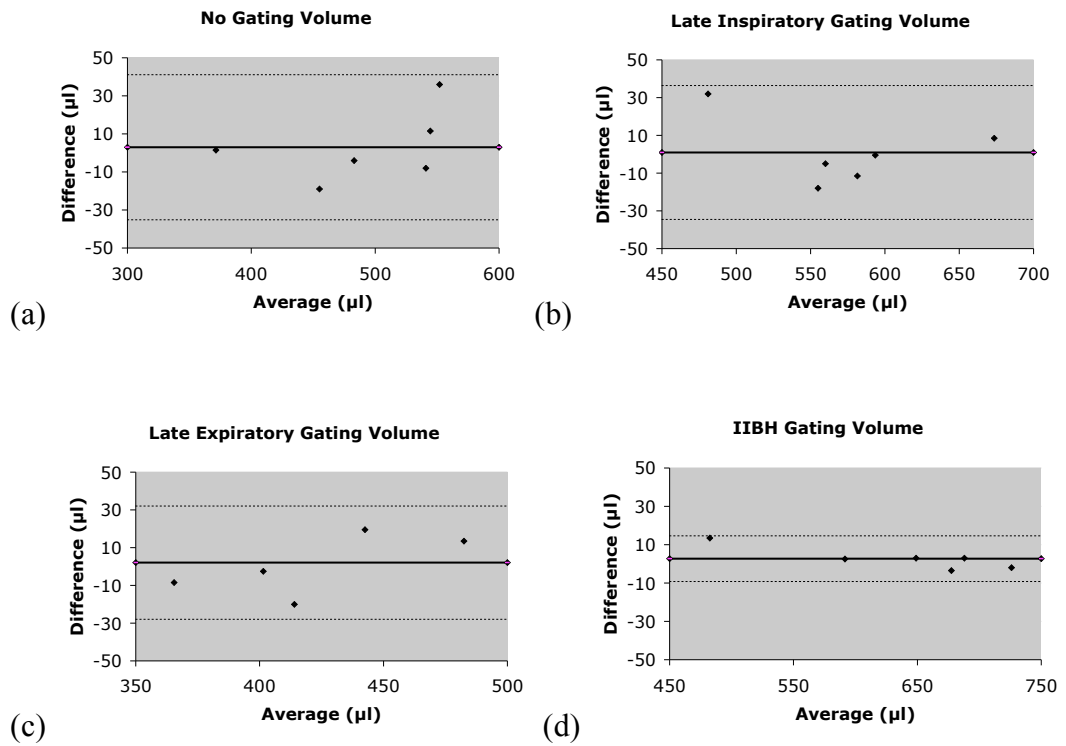 No Gating Volume
50
30
10
-10
-30
-50
Difference (µl)
300 400 500 600
Average (µl)
(a)
Late Inspiratory Gating Volume
50
30
10
-10
-30
-50
Difference (µl)
450 500 550 600 650 700
Average (µl)
(b)
Late Expiratory Gating Volume
50
30
10
-10
-30
-50
Difference (µl)
350 400 450 500
Average (µl)
(c)
IIBH Gating Volume
50
30
10
-10
-30
-50
Difference (µl)
450 550 650 750
Average (µl)
(d)